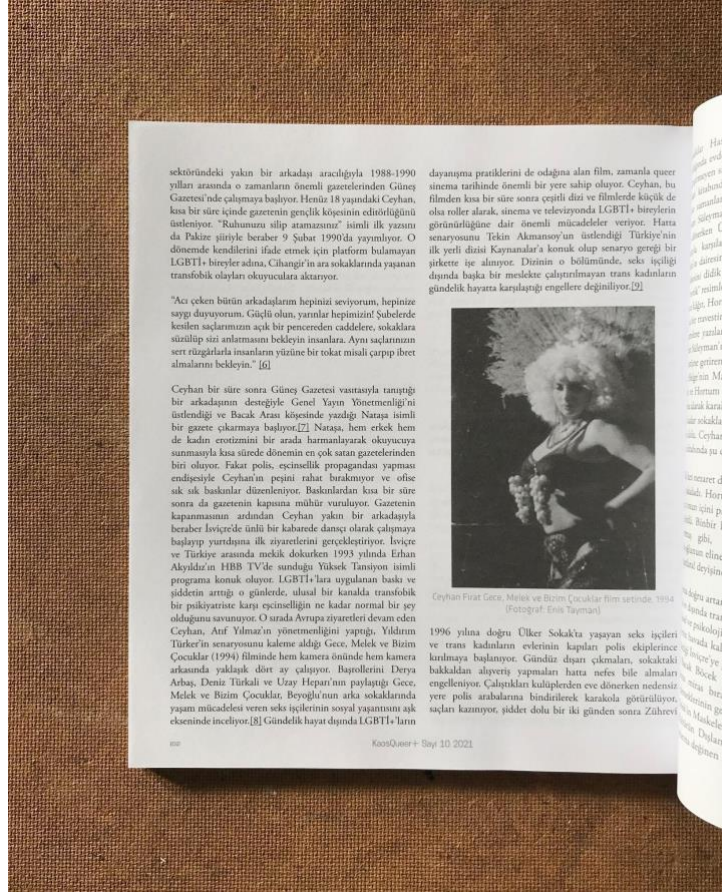 sektöründeki yakın bir arkadaşı aracılığıyla 1988-1990
yılları arasında o zamanların önemli gazetelerinden Güneş
Gazetesi’nde çalışmaya başlıyor. Henüz 18 yaşındaki Ceyhan,
kısa bir süre içinde gazetenin gençlik köşesinin editörlüğünü
üstleniyor. “Ruhunuzu silip atamazsınız” isimli ilk yazısını
da Pakize şiiriyle beraber 9 Şubat 1990’da yayımlıyor. O
dönemde kendilerini ifade etmek için platform bulamayan
LGBTİ+ bireyler adına, Cihangir’in ara sokaklarında yaşanan
transfobik olayları okuyuculara aktarıyor.
“Acı çeken bütün arkadaşlarım hepinizi seviyorum, hepinize
saygı duyuyorum. Güçlü olun, yarınlar hepimizin! Şubelerde
kesilen saçlarımızın açık bir pencereden caddelere, sokaklara
süzülüp sizi anlatmasını bekleyin insanlara. Aynı saçlarınızın
sert rüzgârlarla insanların yüzüne bir tokat misali çarpıp ibret
almalarını bekleyin.” [6]
Ceyhan bir süre sonra Güneş Gazetesi vasıtasıyla tanıştığı
bir arkadaşının desteğiyle Genel Yayın Yönetmenliği’ni
üstlendiği ve Bacak Arası köşesinde yazdığı Nataşa isimli
bir gazete çıkarmaya başlıyor.[7] Nataşa, hem erkek hem
de kadın erotizmini bir arada harmanlayarak okuyucuya
sunmasıyla kısa sürede dönemin en çok satan gazetelerinden
biri oluyor. Fakat polis, eşcinsellik propagandası yapması
endişesiyle Ceyhan’ın peşini rahat bırakmıyor ve ofise
sık sık baskınlar düzenleniyor. Baskınlardan kısa bir süre
sonra da gazetenin kapısına mühür vuruluyor. Gazetenin
kapanmasının ardından Ceyhan yakın bir arkadaşıyla
beraber İsviçre’de ünlü bir kabarede dansçı olarak çalışmaya
başlayıp yurtdışına ilk ziyaretlerini gerçekleştiriyor. İsviçre
ve Türkiye arasında mekik dokurken 1993 yılında Erhan
Akyıldız’ın HBB TV’de sunduğu Yüksek Tansiyon isimli
programa konuk oluyor. LGBTİ+’lara uygulanan baskı ve
şiddetin arttığı o günlerde, ulusal bir kanalda transfobik
bir psikiyatriste karşı eşcinselliğin ne kadar normal bir şey
olduğunu savunuyor. O sırada Avrupa ziyaretleri devam eden
Ceyhan, Atıf Yılmaz’ın yönetmenliğini yaptığı, Yıldırım
Türker’in senaryosunu kaleme aldığı Gece, Melek ve Bizim
Çocuklar (1994) filminde hem kamera önünde hem kamera
arkasında yaklaşık dört ay çalışıyor. Başrollerini Derya
Arbaş, Deniz Türkali ve Uzay Heparı’nın paylaştığı Gece,
Melek ve Bizim Çocuklar, Beyoğlu’nun arka sokaklarında
yaşam mücadelesi veren seks işçilerinin sosyal yaşantısını aşk
ekseninde inceliyor.[8] Gündelik hayat dışında LGBTİ+’ların
dayanışma pratiklerini de odağına alan film, zamanla queer
sinema tarihinde önemli bir yere sahip oluyor. Ceyhan, bu
filmden kısa bir süre sonra çeşitli dizi ve filmlerde küçük de
olsa roller alarak, sinema ve televizyonda LGBTİ+ bireylerin
görünürlüğüne dair önemli mücadeleler veriyor. Hatta
senaryosunu Tekin Akmansoy’un üstlendiği Türkiye’nin
ilk yerli dizisi Kaynanalar’a konuk olup senaryo gereği bir
şirkette işe alınıyor. Dizinin o bölümünde, seks işçiliği
dışında başka bir meslekte çalıştırılmayan trans kadınların
gündelik hayatta karşılaştığı engellere değiniliyor.[9]
Ceyhan Fırat Gece, Melek ve Bizim Çocuklar film setinde, 1994
(Fotoğraf: Enis Tayman)
1996 yılına doğru Ülker Sokak’ta yaşayan seks işçileri
ve trans kadınların evlerinin kapıları polis ekiplerince
kırılmaya başlanıyor. Gündüz dışarı çıkmaları, sokaktaki
bakkaldan alışveriş yapmaları hatta nefes bile almaları
engelleniyor. Çalıştıkları kulüplerden eve dönerken nedensiz
yere polis arabalarına bindirilerek karakola götürülüyor,
saçları kazınıyor, şiddet dolu bir iki günden sonra Zührevi
KaosQueer+ Sayı 10 2021